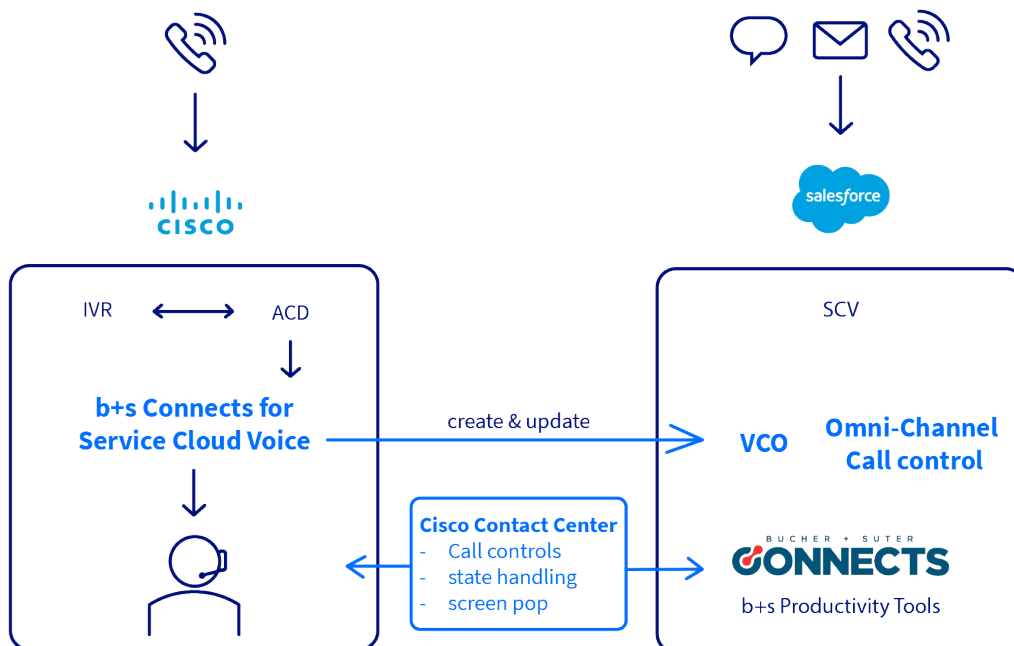 CISCO
salesforce
IVR
ACD
b+s Connects for
Service Cloud Voice
create & update
Cisco Contact Center
- Call controls
- state handling
- screen pop
SCV
VCO
Omni-Channel
Call control
BUCHER + SUTER
CONNECTS
b+s Productivity Tools